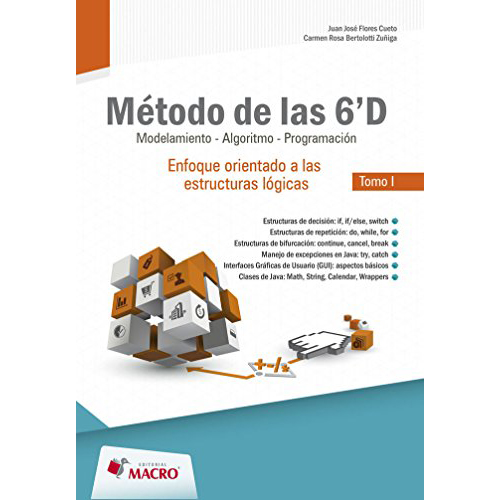 Juan José Flores Cueto
Carmen Rosa Bertolotti Zuñiga
Método de las 6'D
Modelamiento - Algoritmo - Programación
Enfoque orientado a las
estructuras lógicas
Tomo I
Estructuras de decisión: if, if/else, switch
Estructuras de repetición: do, while, for
Estructuras de bifurcación: continue, cancel, break
Manejo de excepciones en Java: try, catch
Interfaces Gráficas de Usuario (GUI): aspectos básicos
Clases de Java: Math, String, Calendar, Wrappers
EDITORIAL
MACRO®